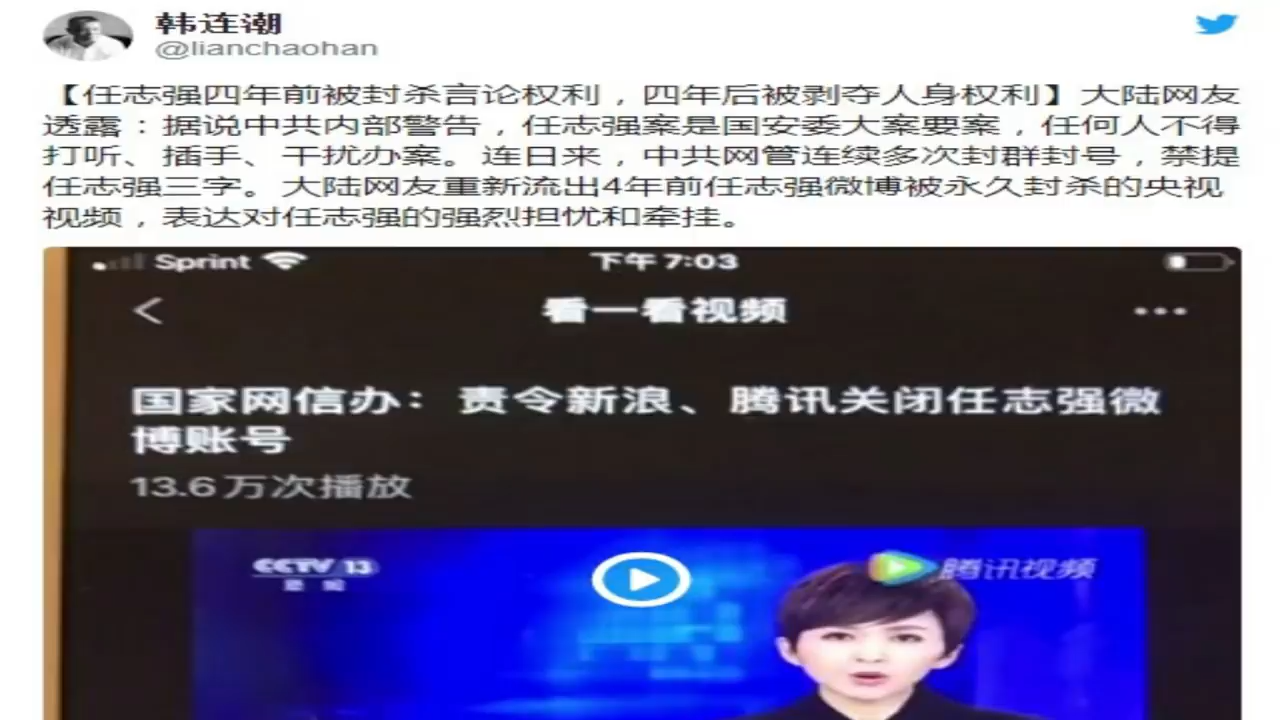 韩连潮
@lianchaohan
【任志强四年前被封杀言论权利，四年后被剥夺人身权利】大陆网友
透露：据说中共内部警告，任志强案是国安委大案要案，任何人不得
打听、插手、干扰办案。连日来，中共网管连续多次封群封号，禁提
任志强三字。大陆网友重新流出4年前任志强微博被永久封杀的央视
视频，表达对任志强的强烈担忧和牵挂。
Sprint 下午7:03
看一看视频
国家网信办：责令新浪、腾讯关闭任志强微
博账号
13.6万次播放
CCTV 13 腾讯视频
新闻